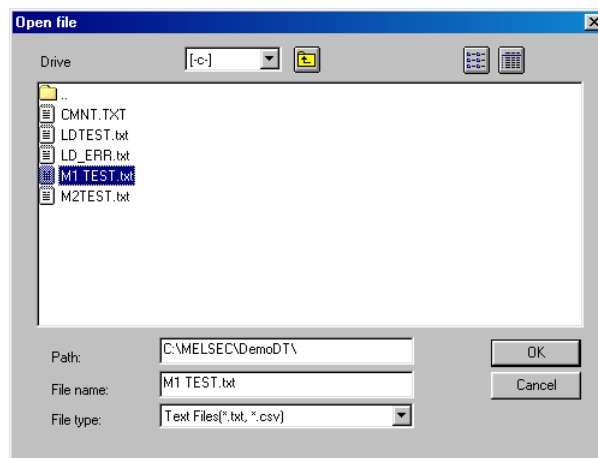 Open file
Drive [-c-]
..
CMNT.TXT
LDTEST.txt
LD_ERR.txt
M1 TEST.txt
M2TEST.txt
Path: C:\MELSEC\DemoDT\
OK
File name: M1 TEST.txt
Cancel
File type: Text Files(*.txt, *.csv)